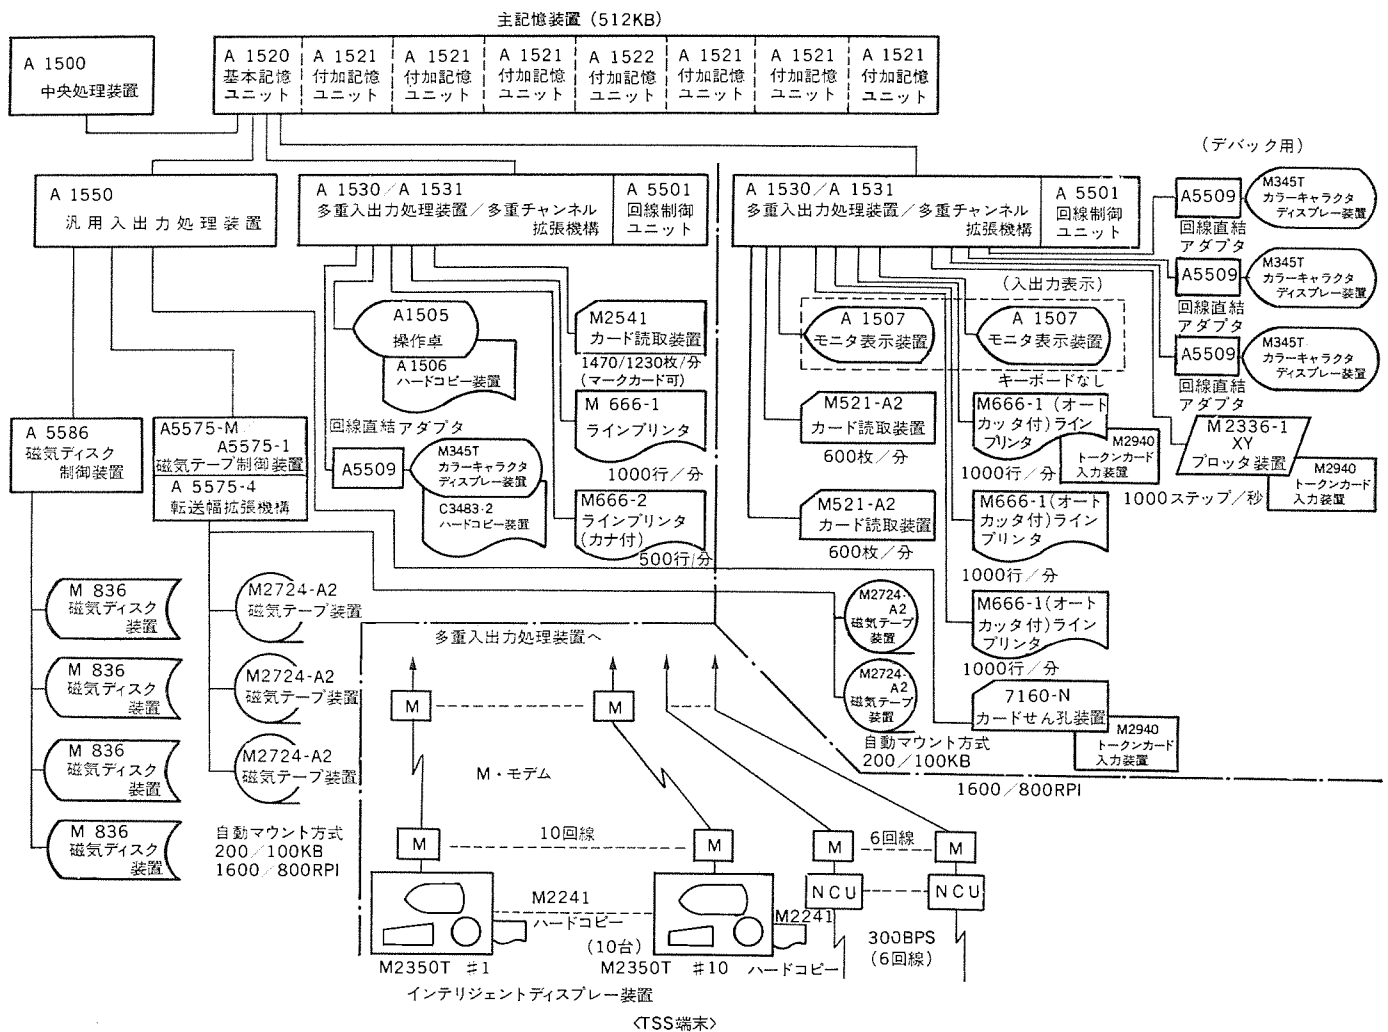 主記憶装置（512KB）
A 1500
中央処理装置
A 1520
基本記憶
ユニット
A 1521
付加記憶
ユニット
A 1521
付加記憶
ユニット
A 1521
付加記憶
ユニット
A 1522
付加記憶
ユニット
A 1521
付加記憶
ユニット
A 1521
付加記憶
ユニット
A 1521
付加記憶
ユニット
A 1550
汎用入出力処理装置
A 1530／A 1531
多重入出力処理装置／多重チャンネル
拡張機構
A 5501
回線制御
ユニット
A 1530／A 1531
多重入出力処理装置／多重チャンネル
拡張機構
A 5501
回線制御
ユニット
（デバック用）
A5509
回線直結
アダプタ
M345T
カラーキャラクタ
ディスプレー装置
A5509
回線直結
アダプタ
M345T
カラーキャラクタ
ディスプレー装置
A5509
回線直結
アダプタ
M345T
カラーキャラクタ
ディスプレー装置
A1505
操作卓
A1506
ハードコピー装置
M2541
カード読取装置
1470/1230枚/分
（マークカード可）
M 666-1
ラインプリンタ
1000行／分
回線直結アダプタ
A5509
M345T
カラーキャラクタ
ディスプレー装置
C3483-2
ハードコピー装置
M666-2
ラインプリンタ
（カナ付）
500行/分
（入出力表示）
A 1507
モニタ表示装置
A 1507
モニタ表示装置
キーボードなし
M521-A2
カード読取装置
600枚／分
M521-A2
カード読取装置
600枚／分
M666-1（オート
カッタ付）ライン
プリンタ
1000行／分
M2940
トークンカード
入力装置
M666-1（オート
カッタ付）ライン
プリンタ
1000行／分
M666-1（オート
カッタ付）ライン
プリンタ
1000行／分
M2336-1
XY
プロッタ装置
1000ステップ／秒
M2940
トークンカード
入力装置
7160-N
カードせん孔装置
M2940
トークンカード
入力装置
A 5586
磁気ディスク
制御装置
A5575-M
A5575-1
磁気テープ制御装置
A 5575-4
転送幅拡張機構
M 836
磁気ディスク
装置
M 836
磁気ディスク
装置
M 836
磁気ディスク
装置
M 836
磁気ディスク
装置
M2724-A2
磁気テープ装置
M2724-A2
磁気テープ装置
M2724-A2
磁気テープ装置
自動マウント方式
200／100KB
1600／800RPI
M2724-
A2
磁気テープ
装置
M2724-
A2
磁気テープ
装置
自動マウント方式
200／100KB
1600／800RPI
多重入出力処理装置へ
M
M
M・モデム
M
10回線
M
M
6回線
M
NCU
NCU
M2241
ハードコピー
（10台）
M2241
ハードコピー
300BPS
（6回線）
M2350T ♯1
M2350T ♯10
インテリジェントディスプレー装置
〈TSS端末〉